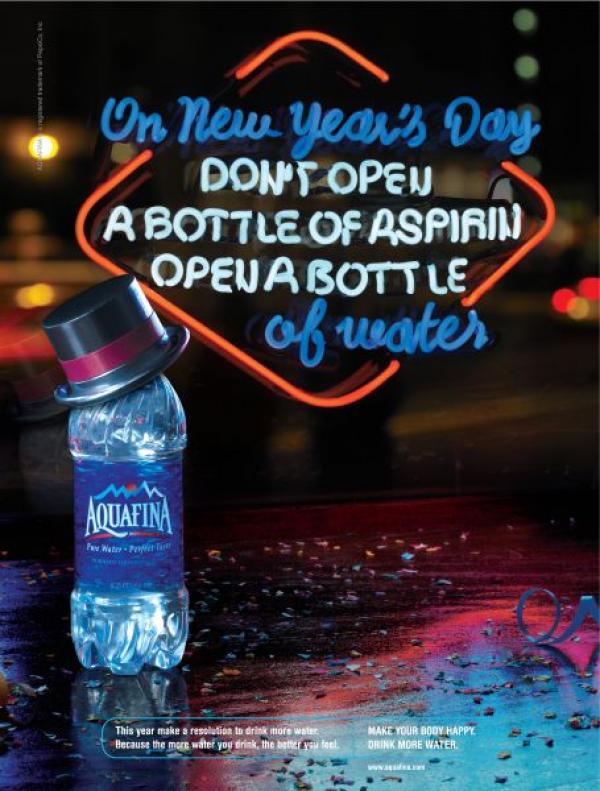 On New Year's Day
DON'T OPEN
A BOTTLE OF ASPIRIN
OPEN A BOTTLE
of water
AQUAFINA
Pure Water • Perfect Taste
This year make a resolution to drink more water.
Because the more water you drink, the better you feel.
MAKE YOUR BODY HAPPY.
DRINK MORE WATER.
www.aquafina.com